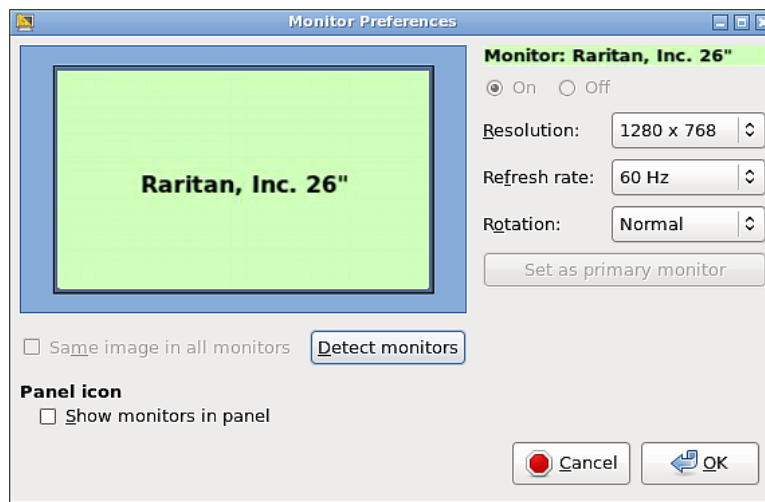 Monitor Preferences
Raritan, Inc. 26"
Monitor: Raritan, Inc. 26"
On Off
Resolution: 1280 x 768
Refresh rate: 60 Hz
Rotation: Normal
Set as primary monitor
Same image in all monitors
Detect monitors
Panel icon
Show monitors in panel
Cancel
OK